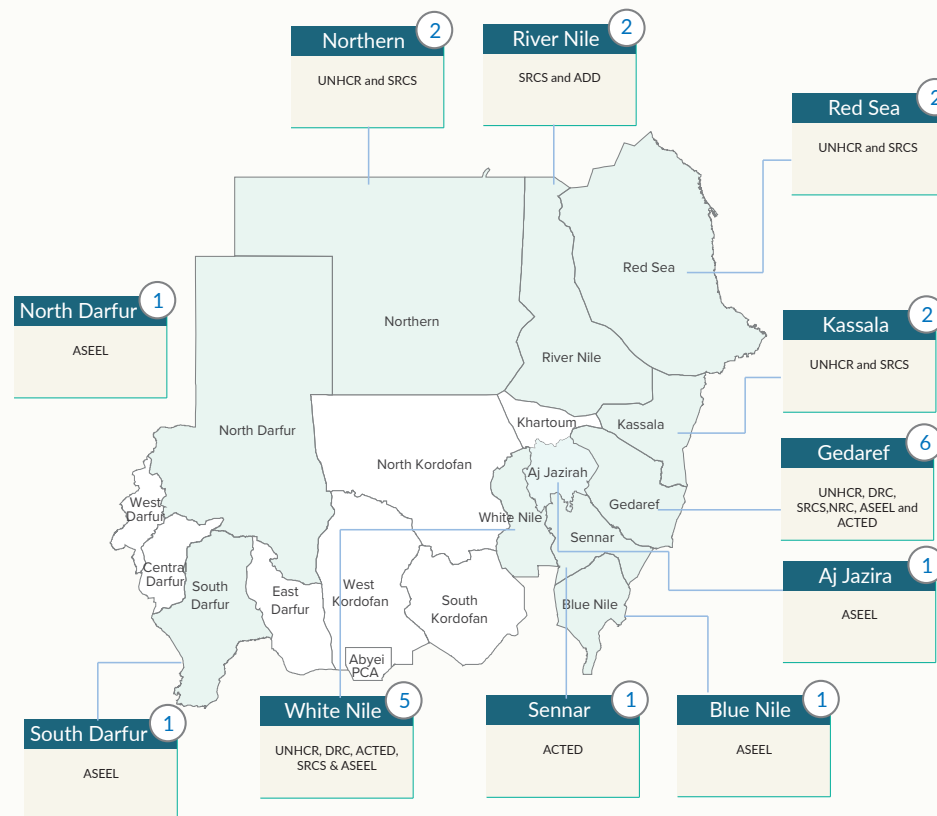 Northern
2
UNHCR and SRCS
River Nile
2
SRCS and ADD
Red Sea
2
UNHCR and SRCS
North Darfur
1
ASEEL
Kassala
2
UNHCR and SRCS
Gedaref
6
UNHCR, DRC,
SRCS,NRC, ASEEL and
ACTED
Aj Jazira
1
ASEEL
Red Sea
Northern
River Nile
Khartoum
Kassala
North Darfur
North Kordofan
Aj Jazirah
West
Darfur
White Nile
Gedaref
Sennar
Central
Darfur
South
Darfur
East
Darfur
West
Kordofan
South
Kordofan
Blue Nile
Abyei
PCA
South Darfur
1
ASEEL
White Nile
5
UNHCR, DRC, ACTED,
SRCS & ASEEL
Sennar
1
ACTED
Blue Nile
1
ASEEL